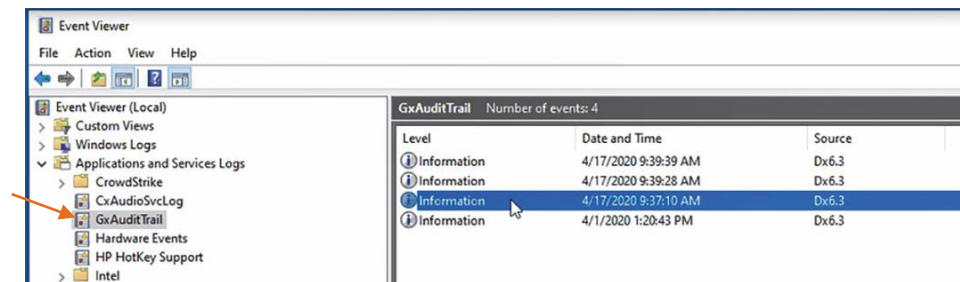 Event Viewer
File Action View Help
Event Viewer (Local)
Custom Views
Windows Logs
Applications and Services Logs
CrowdStrike
CxAudioSvcLog
GxAuditTrail
Hardware Events
HP HotKey Support
Intel
GxAuditTrail Number of events: 4
Level Date and Time Source
Information 4/17/2020 9:39:39 AM Dx6.3
Information 4/17/2020 9:39:28 AM Dx6.3
Information 4/17/2020 9:37:10 AM Dx6.3
Information 4/1/2020 1:20:43 PM Dx6.3